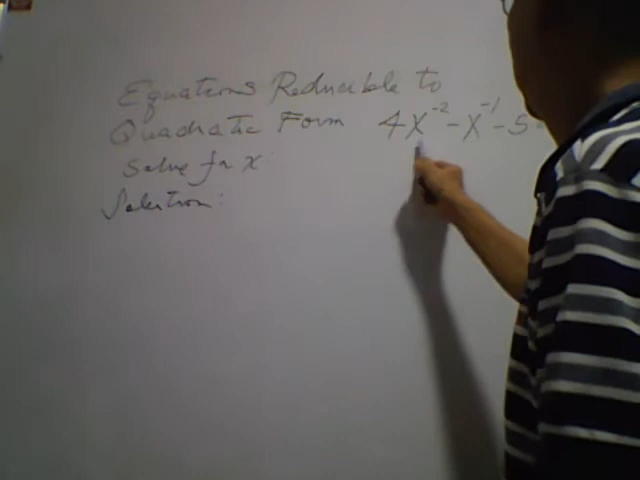 Equations Reducible to
Quadratic Form 4x⁻² - x⁻¹ - 5 =
Solve for x:
Solution: